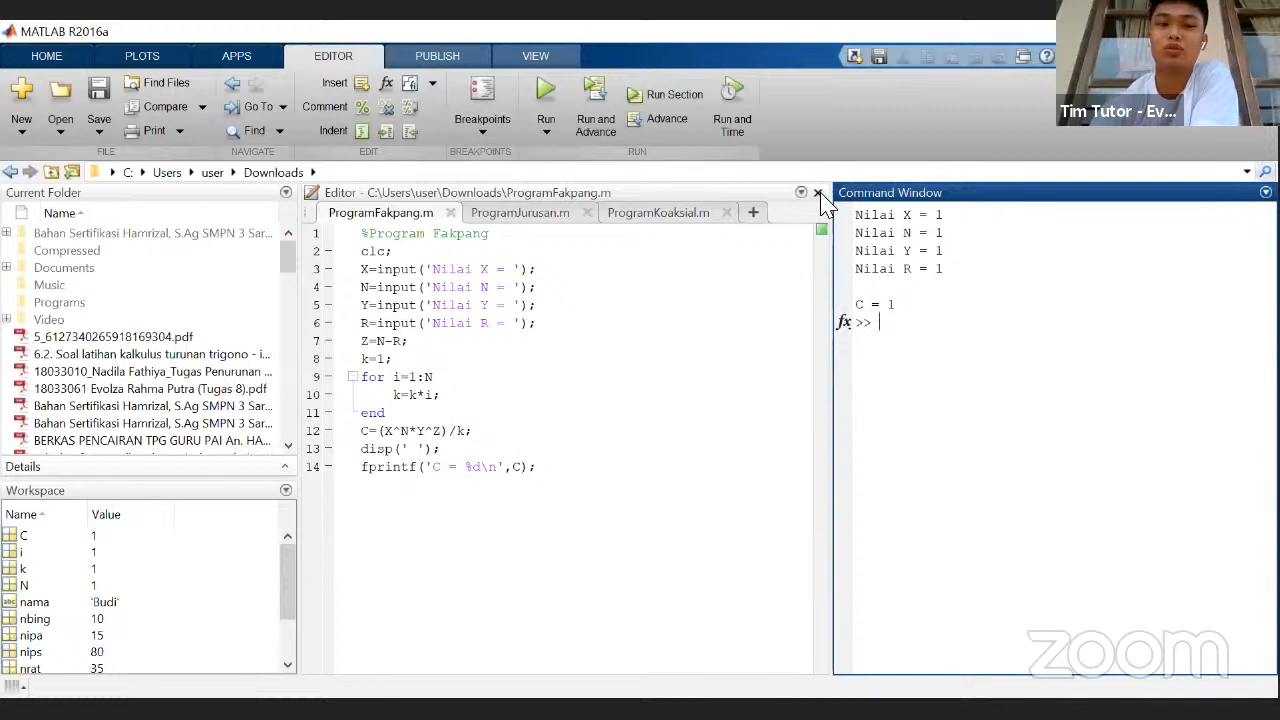 MATLAB R2016a
HOME PLOTS APPS EDITOR PUBLISH VIEW
New Open Save Find Files Compare Print
FILE
Go To Find
NAVIGATE
Insert fx
Comment
Indent
EDIT
Breakpoints
BREAKPOINTS
Run Run and Advance Run Section Advance Run and Time
RUN
Tim Tutor - Ev...
C: Users user Downloads
Current Folder
Name
Bahan Sertifikasi Hamrizal, S.Ag SMPN 3 Sar...
Compressed
Documents
Music
Programs
Video
5_6127340265918169304.pdf
6.2. Soal latihan kalkulus turunan trigono - i...
18033010_Nadila Fathiya_Tugas Penurunan ...
18033061 Evolza Rahma Putra (Tugas 8).pdf
Bahan Sertifikasi Hamrizal, S.Ag SMPN 3 Sar...
Bahan Sertifikasi Hamrizal, S.Ag SMPN 3 Sar...
BERKAS PENCAIRAN TPG GURU PAI An. HA...
Details
Workspace
Name Value
C 1
i 1
k 1
N 1
nama 'Budi'
nbing 10
nipa 15
nips 80
nrat 35
Editor - C:\Users\user\Downloads\ProgramFakpang.m
ProgramFakpang.m ProgramJurusan.m ProgramKoaksial.m
1 %Program Fakpang
2 clc;
3 X=input('Nilai X = ');
4 N=input('Nilai N = ');
5 Y=input('Nilai Y = ');
6 R=input('Nilai R = ');
7 Z=N-R;
8 k=1;
9 for i=1:N
10 k=k*i;
11 end
12 C=(X^N*Y^Z)/k;
13 disp(' ');
14 fprintf('C = %d\n',C);
Command Window
Nilai X = 1
Nilai N = 1
Nilai Y = 1
Nilai R = 1
C = 1
fx >>
zoom